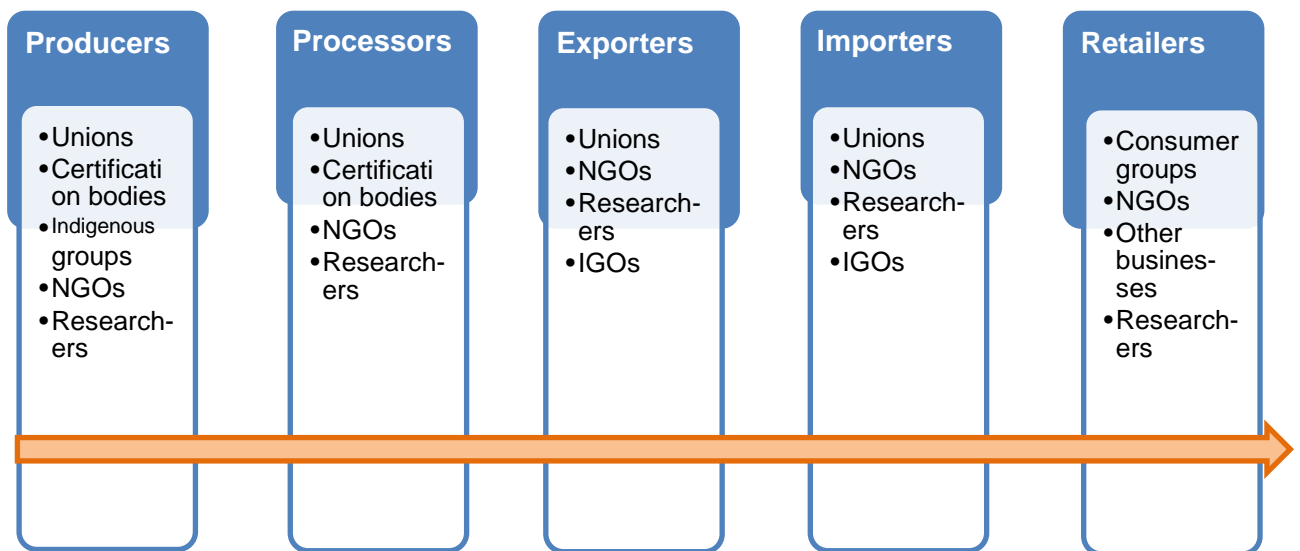 Producers
•Unions
•Certificati
on bodies
•Indigenous
groups
•NGOs
•Research-
ers
Processors
•Unions
•Certificati
on bodies
•NGOs
•Research-
ers
Exporters
•Unions
•NGOs
•Research-
ers
•IGOs
Importers
•Unions
•NGOs
•Research-
ers
•IGOs
Retailers
•Consumer
groups
•NGOs
•Other
busines-
ses
•Research-
ers